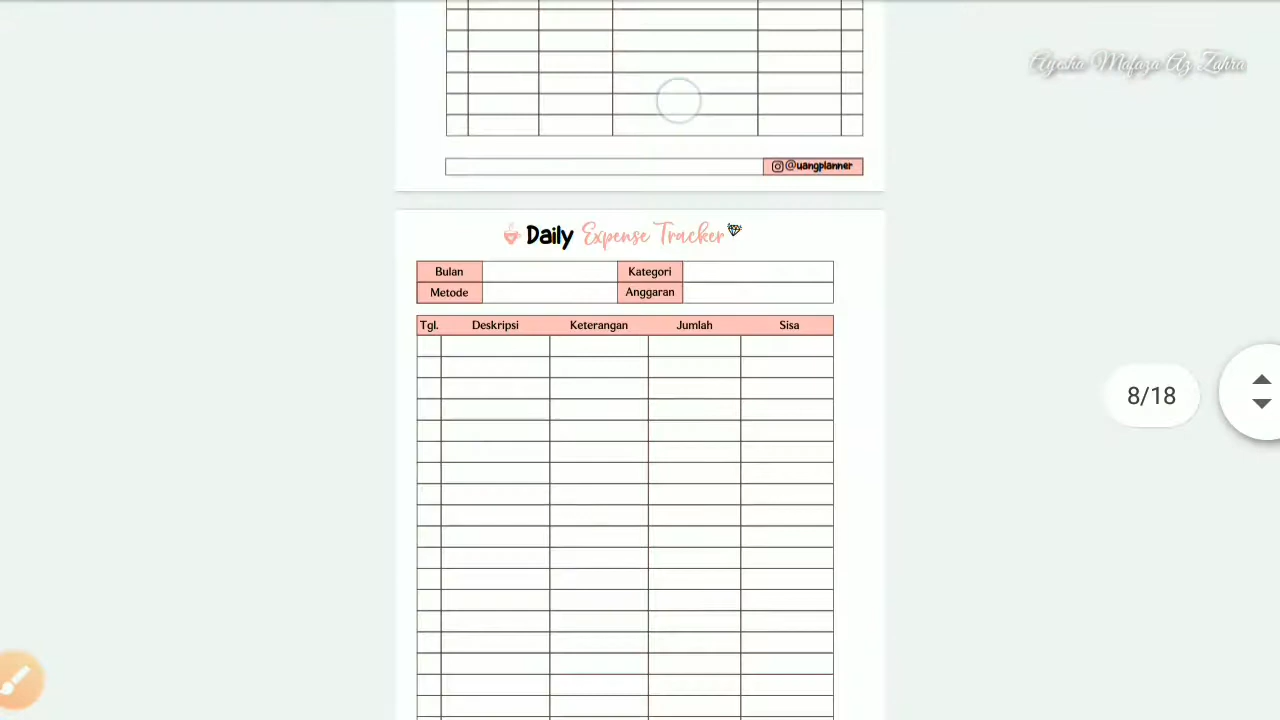 Ayesha Mafaza Az Zahra
@uangplanner
Daily Expense Tracker
Bulan Kategori
Metode Anggaran
Tgl. Deskripsi Keterangan Jumlah Sisa
8/18